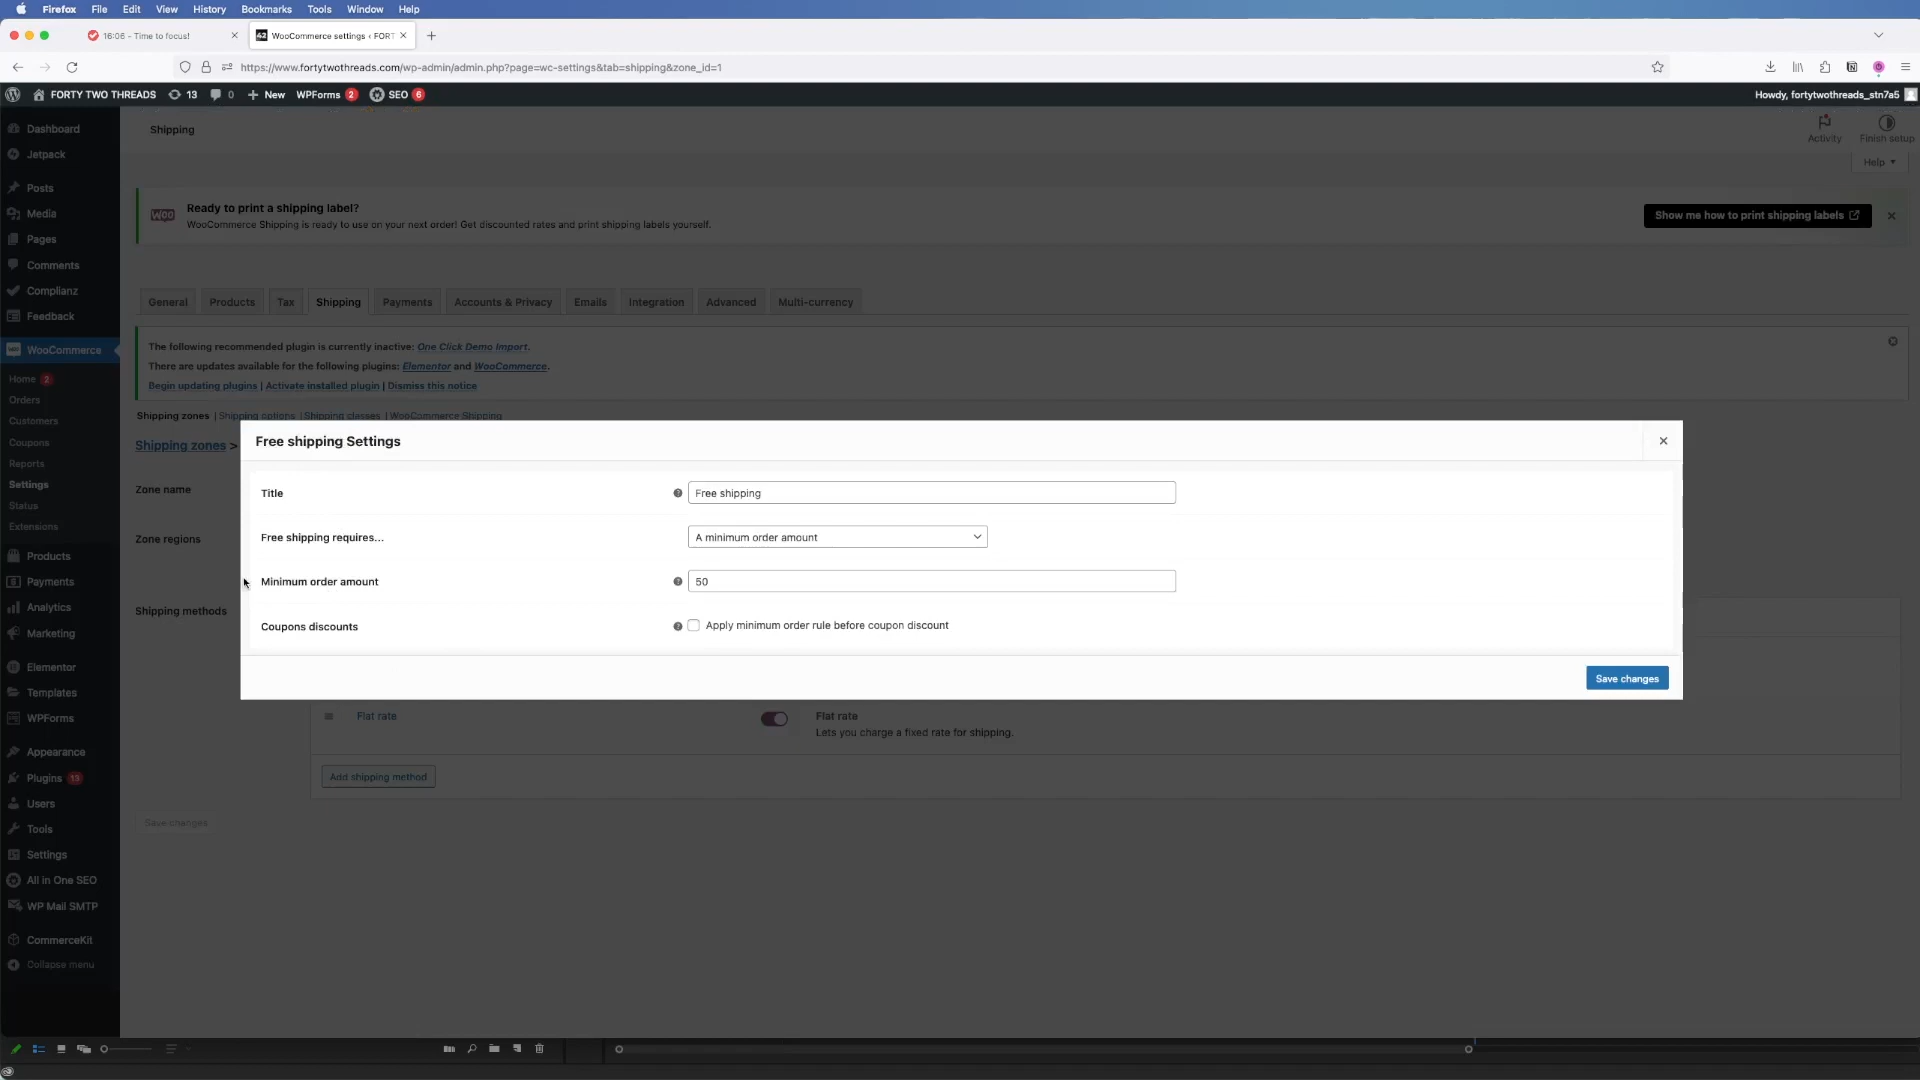 Firefox File Edit View History Bookmarks Tools Window Help
16:06 - Time to focus!
WooCommerce settings ‹ FORT
https://www.fortytwothreads.com/wp-admin/admin.php?page=wc-settings&tab=shipping&zone_id=1
FORTY TWO THREADS 13 0 New WPForms 2 SEO 6
Howdy, fortytwothreads_stn7a5
Shipping
Activity
Finish setup
Help
Dashboard
Jetpack
Posts
Media
Pages
Comments
Complianz
Feedback
WooCommerce
Home 2
Orders
Customers
Coupons
Reports
Settings
Status
Extensions
Products
Payments
Analytics
Marketing
Elementor
Templates
WPForms
Appearance
Plugins 13
Users
Tools
Settings
All in One SEO
WP Mail SMTP
CommerceKit
Collapse menu
Woo
Ready to print a shipping label?
WooCommerce Shipping is ready to use on your next order! Get discounted rates and print shipping labels yourself.
Show me how to print shipping labels
General Products Tax Shipping Payments Accounts & Privacy Emails Integration Advanced Multi-currency
The following recommended plugin is currently inactive: One Click Demo Import.
There are updates available for the following plugins: Elementor and WooCommerce.
Begin updating plugins | Activate installed plugin | Dismiss this notice
Shipping zones | Shipping options | Shipping classes | WooCommerce Shipping
Shipping zones >
Zone name
Zone regions
Shipping methods
Free shipping Settings
Title
Free shipping
Free shipping requires...
A minimum order amount
Minimum order amount
50
Coupons discounts
Apply minimum order rule before coupon discount
Save changes
Flat rate
Flat rate
Lets you charge a fixed rate for shipping.
Add shipping method
Save changes